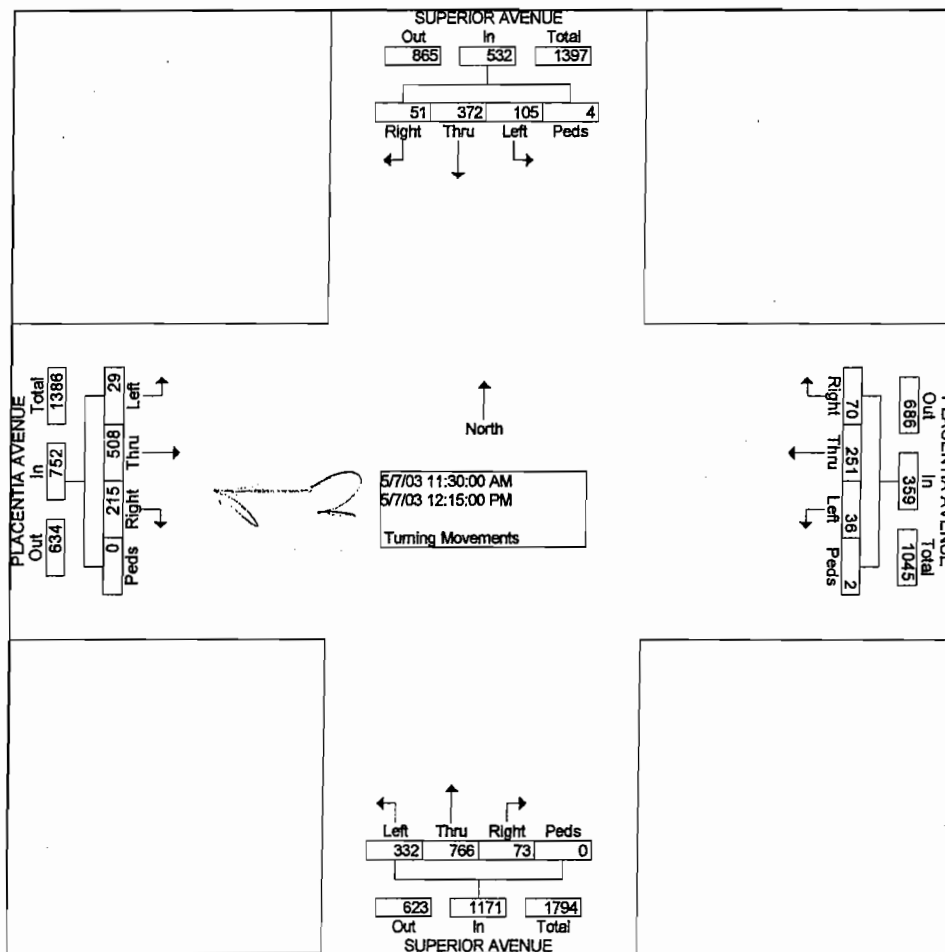 SUPERIOR AVENUE
Out In Total
865 532 1397
51 372 105 4
Right Thru Left Peds
PLACENTIA AVENUE
Total In Out
1386 752 634
29 508 215 0
Left Thru Right Peds
North
5/7/03 11:30:00 AM
5/7/03 12:15:00 PM
Turning Movements
Right Thru Left Peds
70 251 36 2
686 359 1045
Out In Total
PLACENTIA AVENUE
Left Thru Right Peds
332 766 73 0
623 1171 1794
Out In Total
SUPERIOR AVENUE